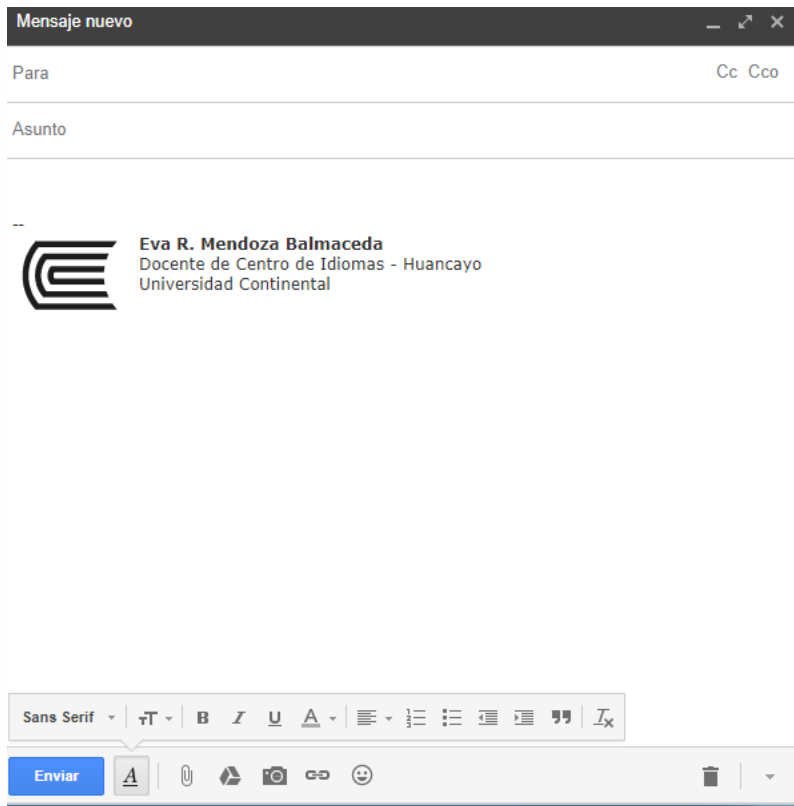 Mensaje nuevo
Para Cc Cco
Asunto
--
Eva R. Mendoza Balmaceda
Docente de Centro de Idiomas - Huancayo
Universidad Continental
Sans Serif
Enviar